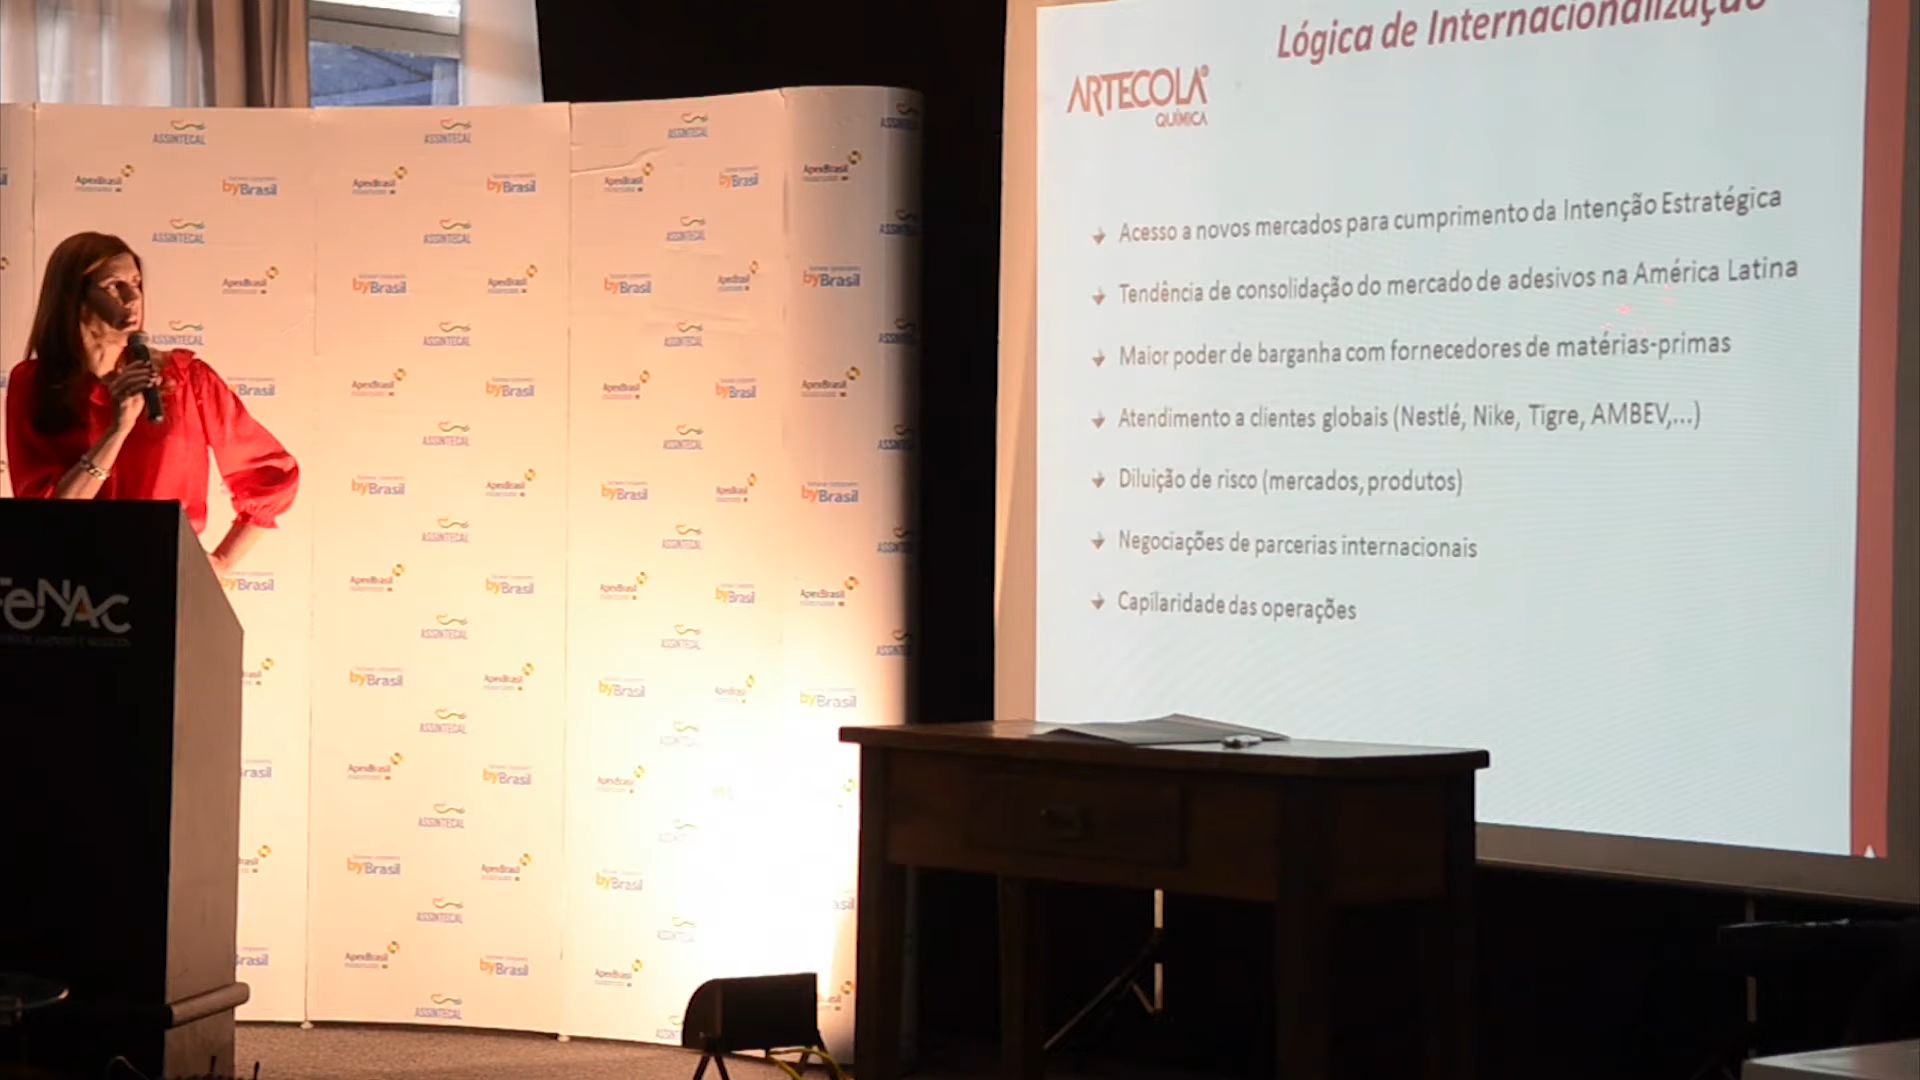 Lógica de Internacionalização
ARTECOLA
QUÍMICA
Acesso a novos mercados para cumprimento da Intenção Estratégica
Tendência de consolidação do mercado de adesivos na América Latina
Maior poder de barganha com fornecedores de matérias-primas
Atendimento a clientes globais (Nestlé, Nike, Tigre, AMBEV,...)
Diluição de risco (mercados, produtos)
Negociações de parcerias internacionais
Capilaridade das operações
ASSINTECAL
ApexBrasil
byBrasil
FENAC